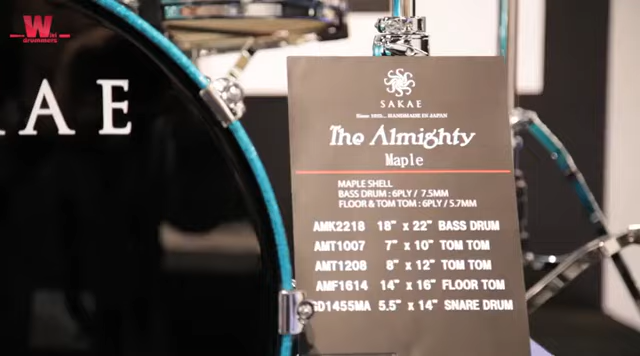 W
drummers
AE
SAKAE
Since 1925... HANDMADE IN JAPAN
The Almighty
Maple
MAPLE SHELL
BASS DRUM : 6PLY / 7.5MM
FLOOR & TOM TOM : 6PLY / 5.7MM
AMK2218 18" x 22" BASS DRUM
AMT1007 7" x 10" TOM TOM
AMT1208 8" x 12" TOM TOM
AMF1614 14" x 16" FLOOR TOM
D1455MA 5.5" x 14" SNARE DRUM